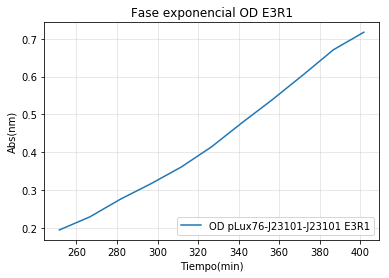 Fase exponencial OD E3R1
Abs(nm)
0.7
0.6
0.5
0.4
0.3
0.2
OD pLux76-J23101-J23101 E3R1
260 280 300 320 340 360 380 400
Tiempo(min)